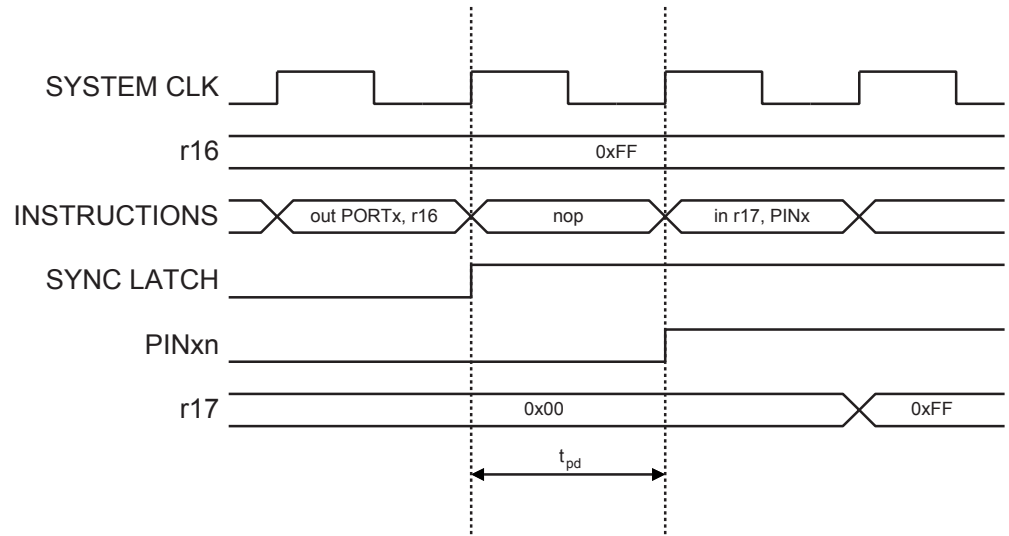 SYSTEM CLK
r16
0xFF
INSTRUCTIONS
out PORTx, r16
nop
in r17, PINx
SYNC LATCH
PINxn
r17
0x00
0xFF
tpd